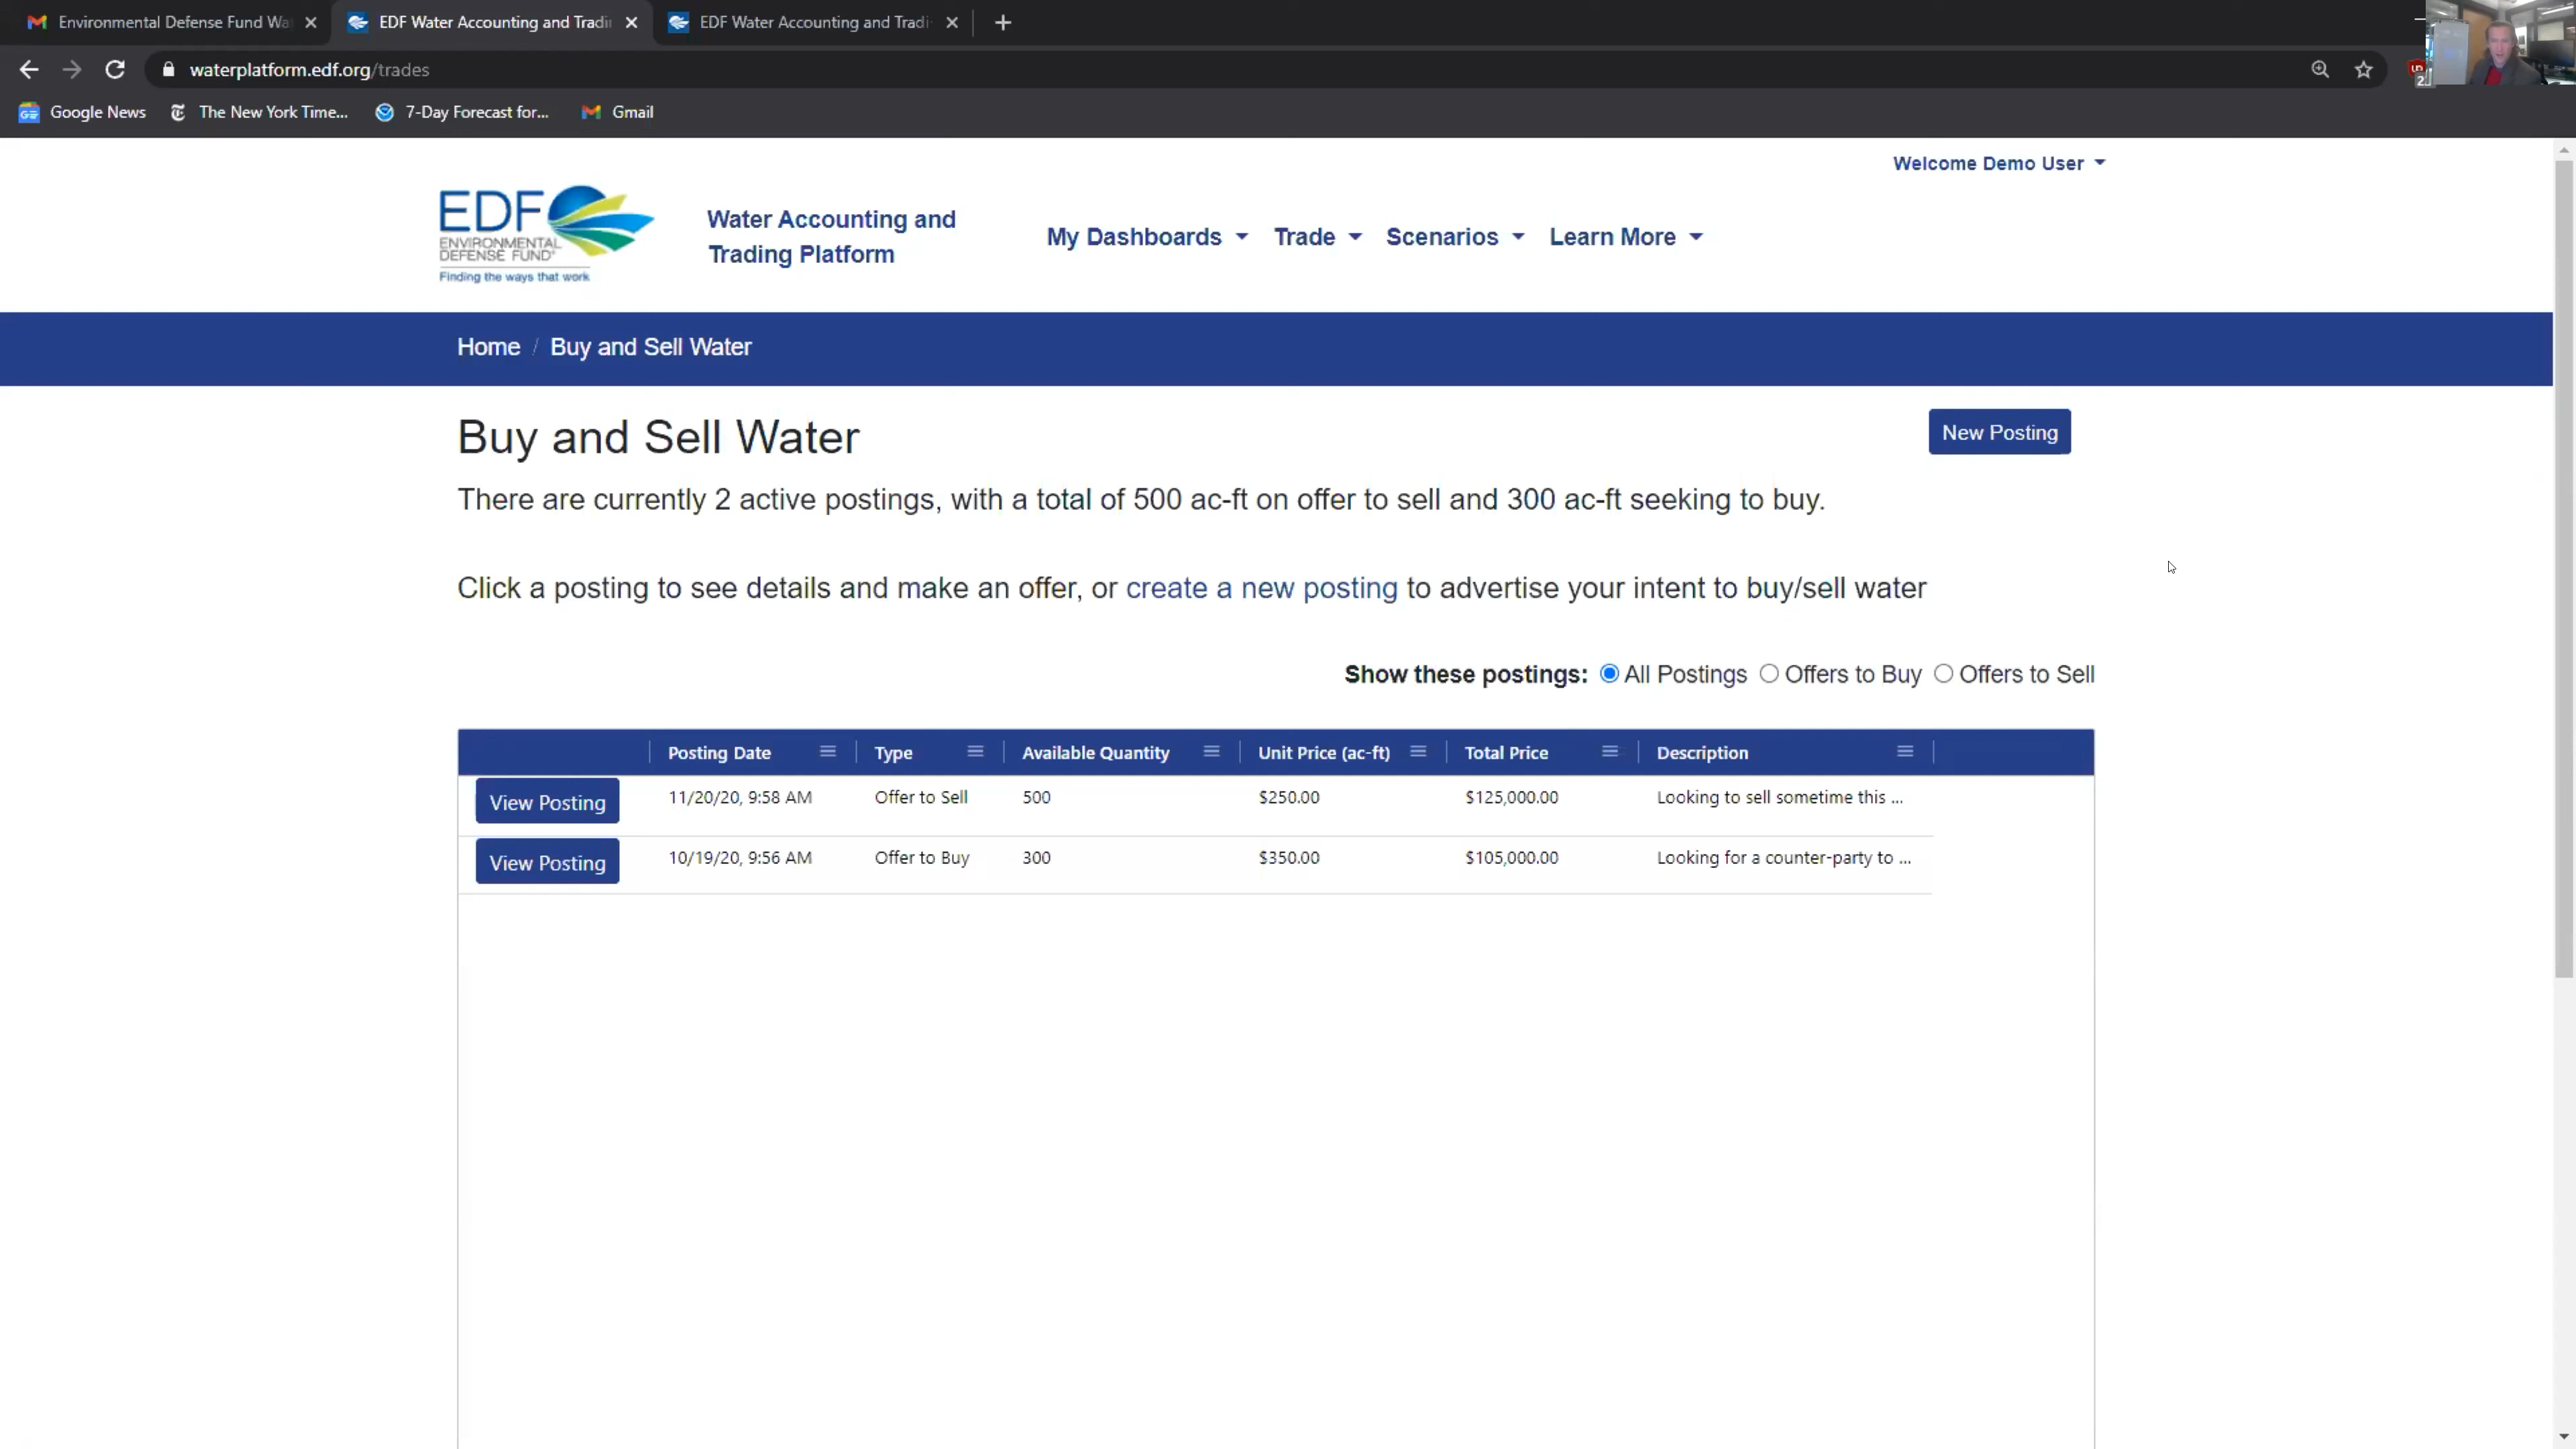 Environmental Defense Fund Wa
EDF Water Accounting and Tradi
EDF Water Accounting and Tradi
waterplatform.edf.org/trades
Google News
The New York Time...
7-Day Forecast for...
Gmail
Welcome Demo User
EDF
ENVIRONMENTAL
DEFENSE FUND®
Finding the ways that work
Water Accounting and
Trading Platform
My Dashboards
Trade
Scenarios
Learn More
Home / Buy and Sell Water
Buy and Sell Water
New Posting
There are currently 2 active postings, with a total of 500 ac-ft on offer to sell and 300 ac-ft seeking to buy.
Click a posting to see details and make an offer, or create a new posting to advertise your intent to buy/sell water
Show these postings: All Postings Offers to Buy Offers to Sell
Posting Date Type Available Quantity Unit Price (ac-ft) Total Price Description
View Posting 11/20/20, 9:58 AM Offer to Sell 500 $250.00 $125,000.00 Looking to sell sometime this ...
View Posting 10/19/20, 9:56 AM Offer to Buy 300 $350.00 $105,000.00 Looking for a counter-party to ...